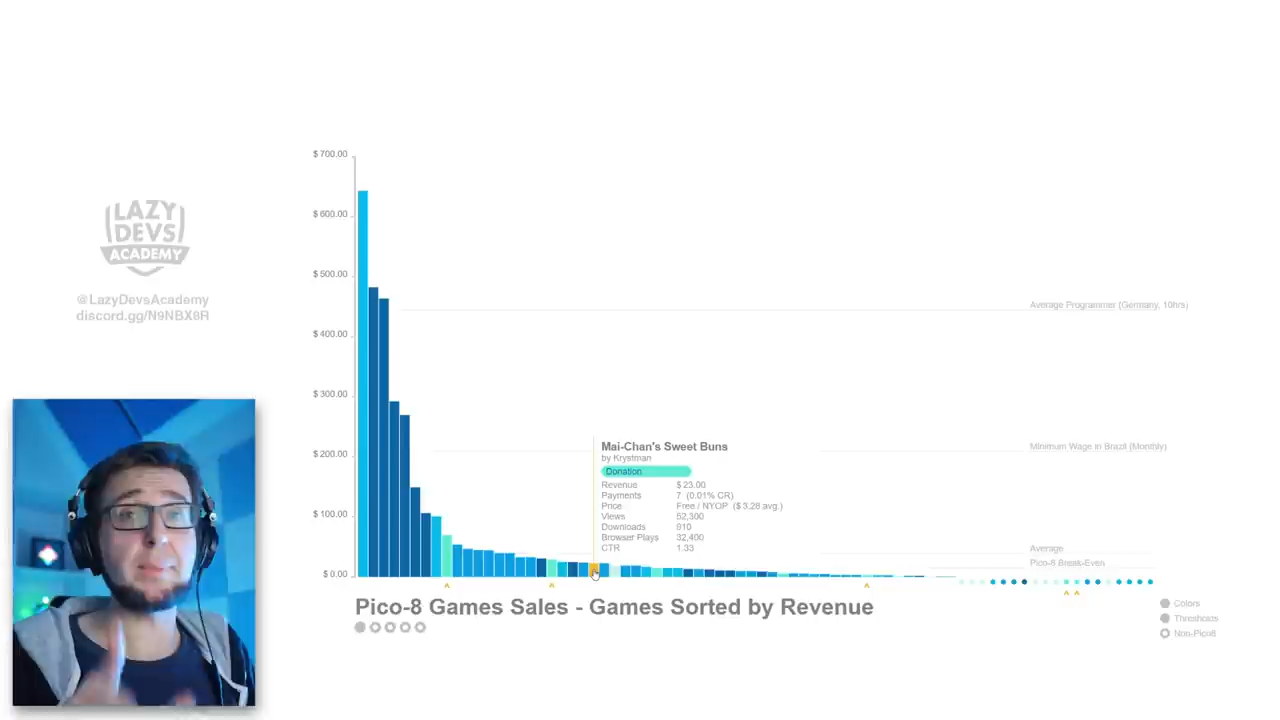 LAZY
DEVS
ACADEMY
@LazyDevsAcademy
discord.gg/N9NBX8R
$ 700.00
$ 600.00
$ 500.00
$ 400.00
$ 300.00
$ 200.00
$ 100.00
$ 0.00
Average Programmer (Germany, 10hrs)
Minimum Wage in Brazil (Monthly)
Average
Pico-8 Break-Even
Mai-Chan's Sweet Buns
by Krystman
Donation
Revenue $ 23.00
Payments 7 (0.01% CR)
Price Free / NYOP ($ 3.28 avg.)
Views 52,300
Downloads 910
Browser Plays 32,400
CTR 1.33
Pico-8 Games Sales - Games Sorted by Revenue
Colors
Thresholds
Non-Pico8